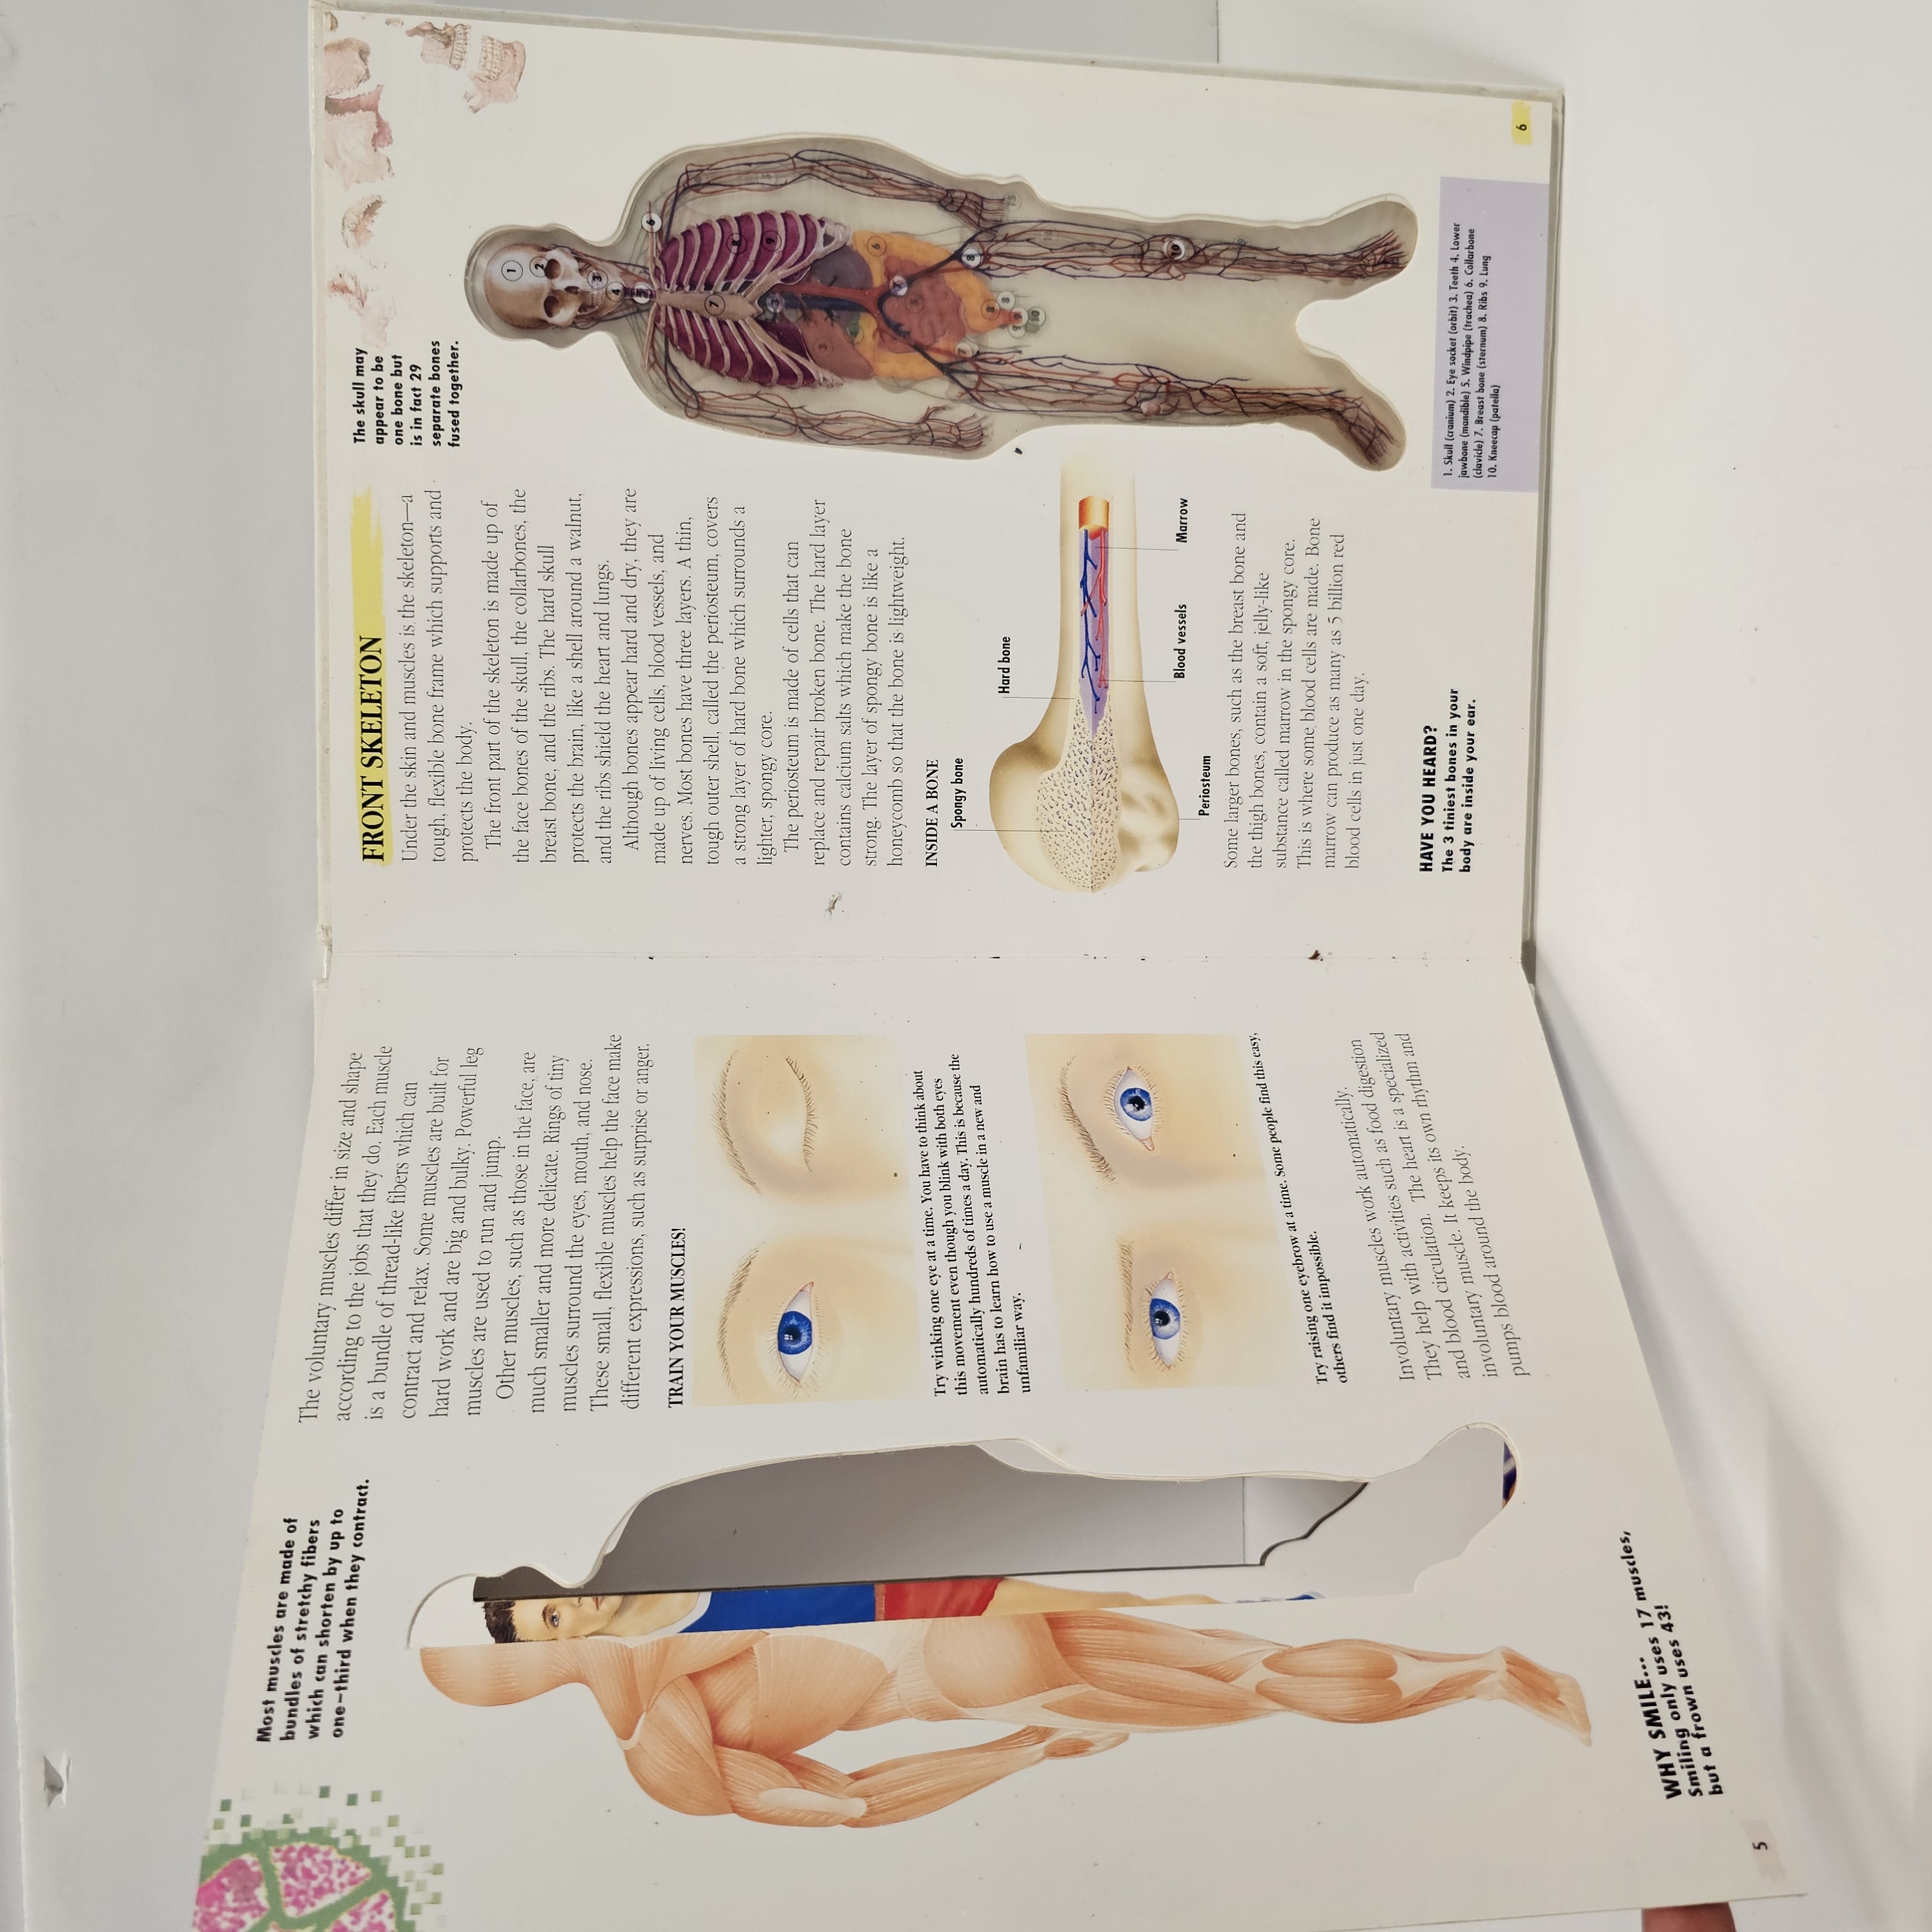 Most muscles are made of
bundles of stretchy fibers
which can shorten by up to
one-third when they contract.
The voluntary muscles differ in size and shape
according to the jobs that they do. Each muscle
is a bundle of thread-like fibers which can
contract and relax. Some muscles are built for
hard work and are big and bulky. Powerful leg
muscles are used to run and jump.
Other muscles, such as those in the face, are
much smaller and more delicate. Rings of tiny
muscles surround the eyes, mouth, and nose.
These small, flexible muscles help the face make
different expressions, such as surprise or anger.
TRAIN YOUR MUSCLES!
Try winking one eye at a time. You have to think about
this movement even though you blink with both eyes
automatically hundreds of times a day. This is because the
brain has to learn how to use a muscle in a new and
unfamiliar way.
Try raising one eyebrow at a time. Some people find this easy,
others find it impossible.
Involuntary muscles work automatically.
They help with activities such as food digestion
and blood circulation. The heart is a specialized
involuntary muscle. It keeps its own rhythm and
pumps blood around the body.
WHY SMILE...
Smiling only uses 17 muscles,
but a frown uses 43!
5
FRONT SKELETON
Under the skin and muscles is the skeleton—a
tough, flexible bone frame which supports and
protects the body.
The front part of the skeleton is made up of
the face bones of the skull, the collarbones, the
breast bone, and the ribs. The hard skull
protects the brain, like a shell around a walnut,
and the ribs shield the heart and lungs.
Although bones appear hard and dry, they are
made up of living cells, blood vessels, and
nerves. Most bones have three layers. A thin,
tough outer shell, called the periosteum, covers
a strong layer of hard bone which surrounds a
lighter, spongy core.
The periosteum is made of cells that can
replace and repair broken bone. The hard layer
contains calcium salts which make the bone
strong. The layer of spongy bone is like a
honeycomb so that the bone is lightweight.
INSIDE A BONE
Spongy bone
Hard bone
Blood vessels
Marrow
Periosteum
Some larger bones, such as the breast bone and
the thigh bones, contain a soft, jelly-like
substance called marrow in the spongy core.
This is where some blood cells are made. Bone
marrow can produce as many as 5 billion red
blood cells in just one day.
HAVE YOU HEARD?
The 3 tiniest bones in your
body are inside your ear.
The skull may
appear to be
one bone but
is in fact 29
separate bones
fused together.
1
2
3
4
6
7
8
9
3
6
8
8
8
10
10
1. Skull (cranium) 2. Eye socket (orbit) 3. Teeth 4. Lower
jawbone (mandible) 5. Windpipe (trachea) 6. Collarbone
(clavicle) 7. Breast bone (sternum) 8. Ribs 9. Lung
10. Kneecap (patella)
6